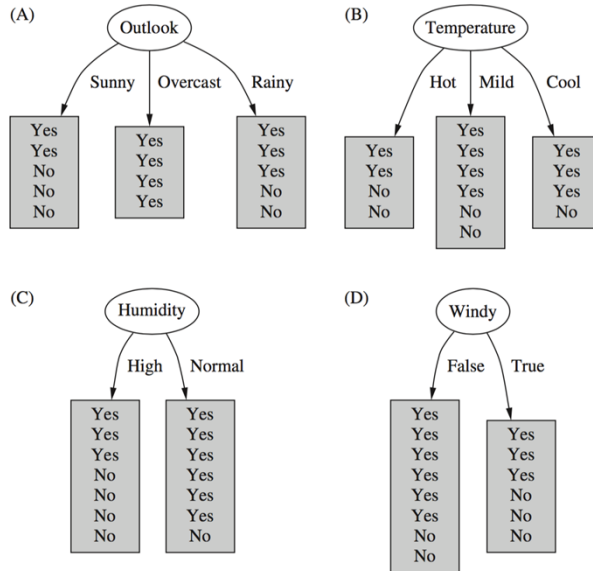 (A)
Outlook
Sunny Overcast Rainy
Yes
Yes
No
No
No
Yes
Yes
Yes
Yes
Yes
Yes
Yes
No
No
(B)
Temperature
Hot Mild Cool
Yes
Yes
No
No
Yes
Yes
Yes
Yes
No
No
Yes
Yes
Yes
No
(C)
Humidity
High Normal
Yes
Yes
Yes
No
No
No
No
Yes
Yes
Yes
Yes
Yes
Yes
No
(D)
Windy
False True
Yes
Yes
Yes
Yes
Yes
Yes
No
No
Yes
Yes
Yes
No
No
No